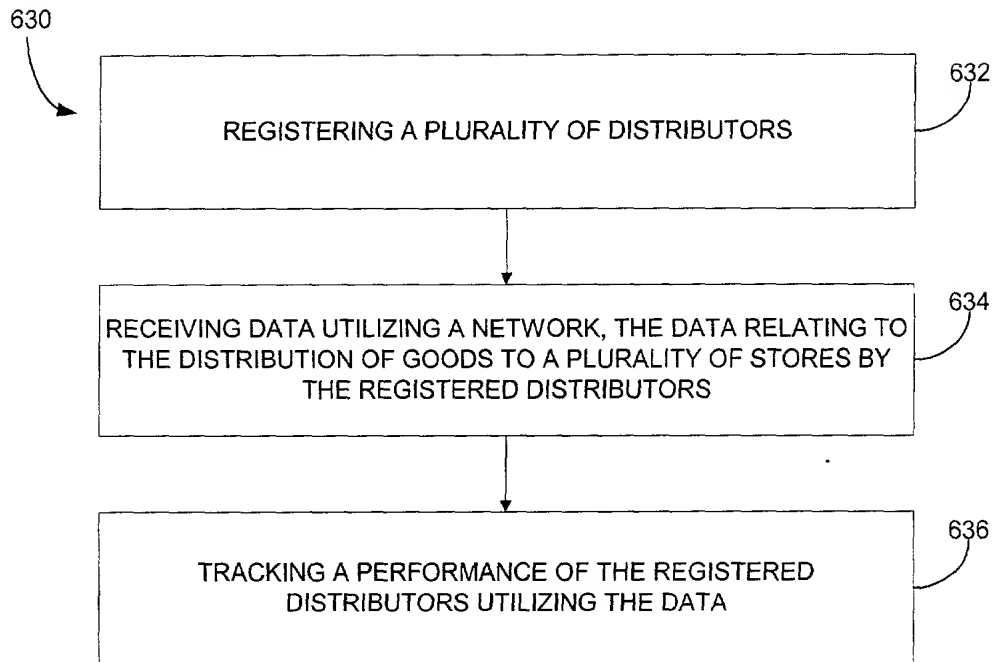 630
632
REGISTERING A PLURALITY OF DISTRIBUTORS
634
RECEIVING DATA UTILIZING A NETWORK, THE DATA RELATING TO
THE DISTRIBUTION OF GOODS TO A PLURALITY OF STORES BY
THE REGISTERED DISTRIBUTORS
636
TRACKING A PERFORMANCE OF THE REGISTERED
DISTRIBUTORS UTILIZING THE DATA